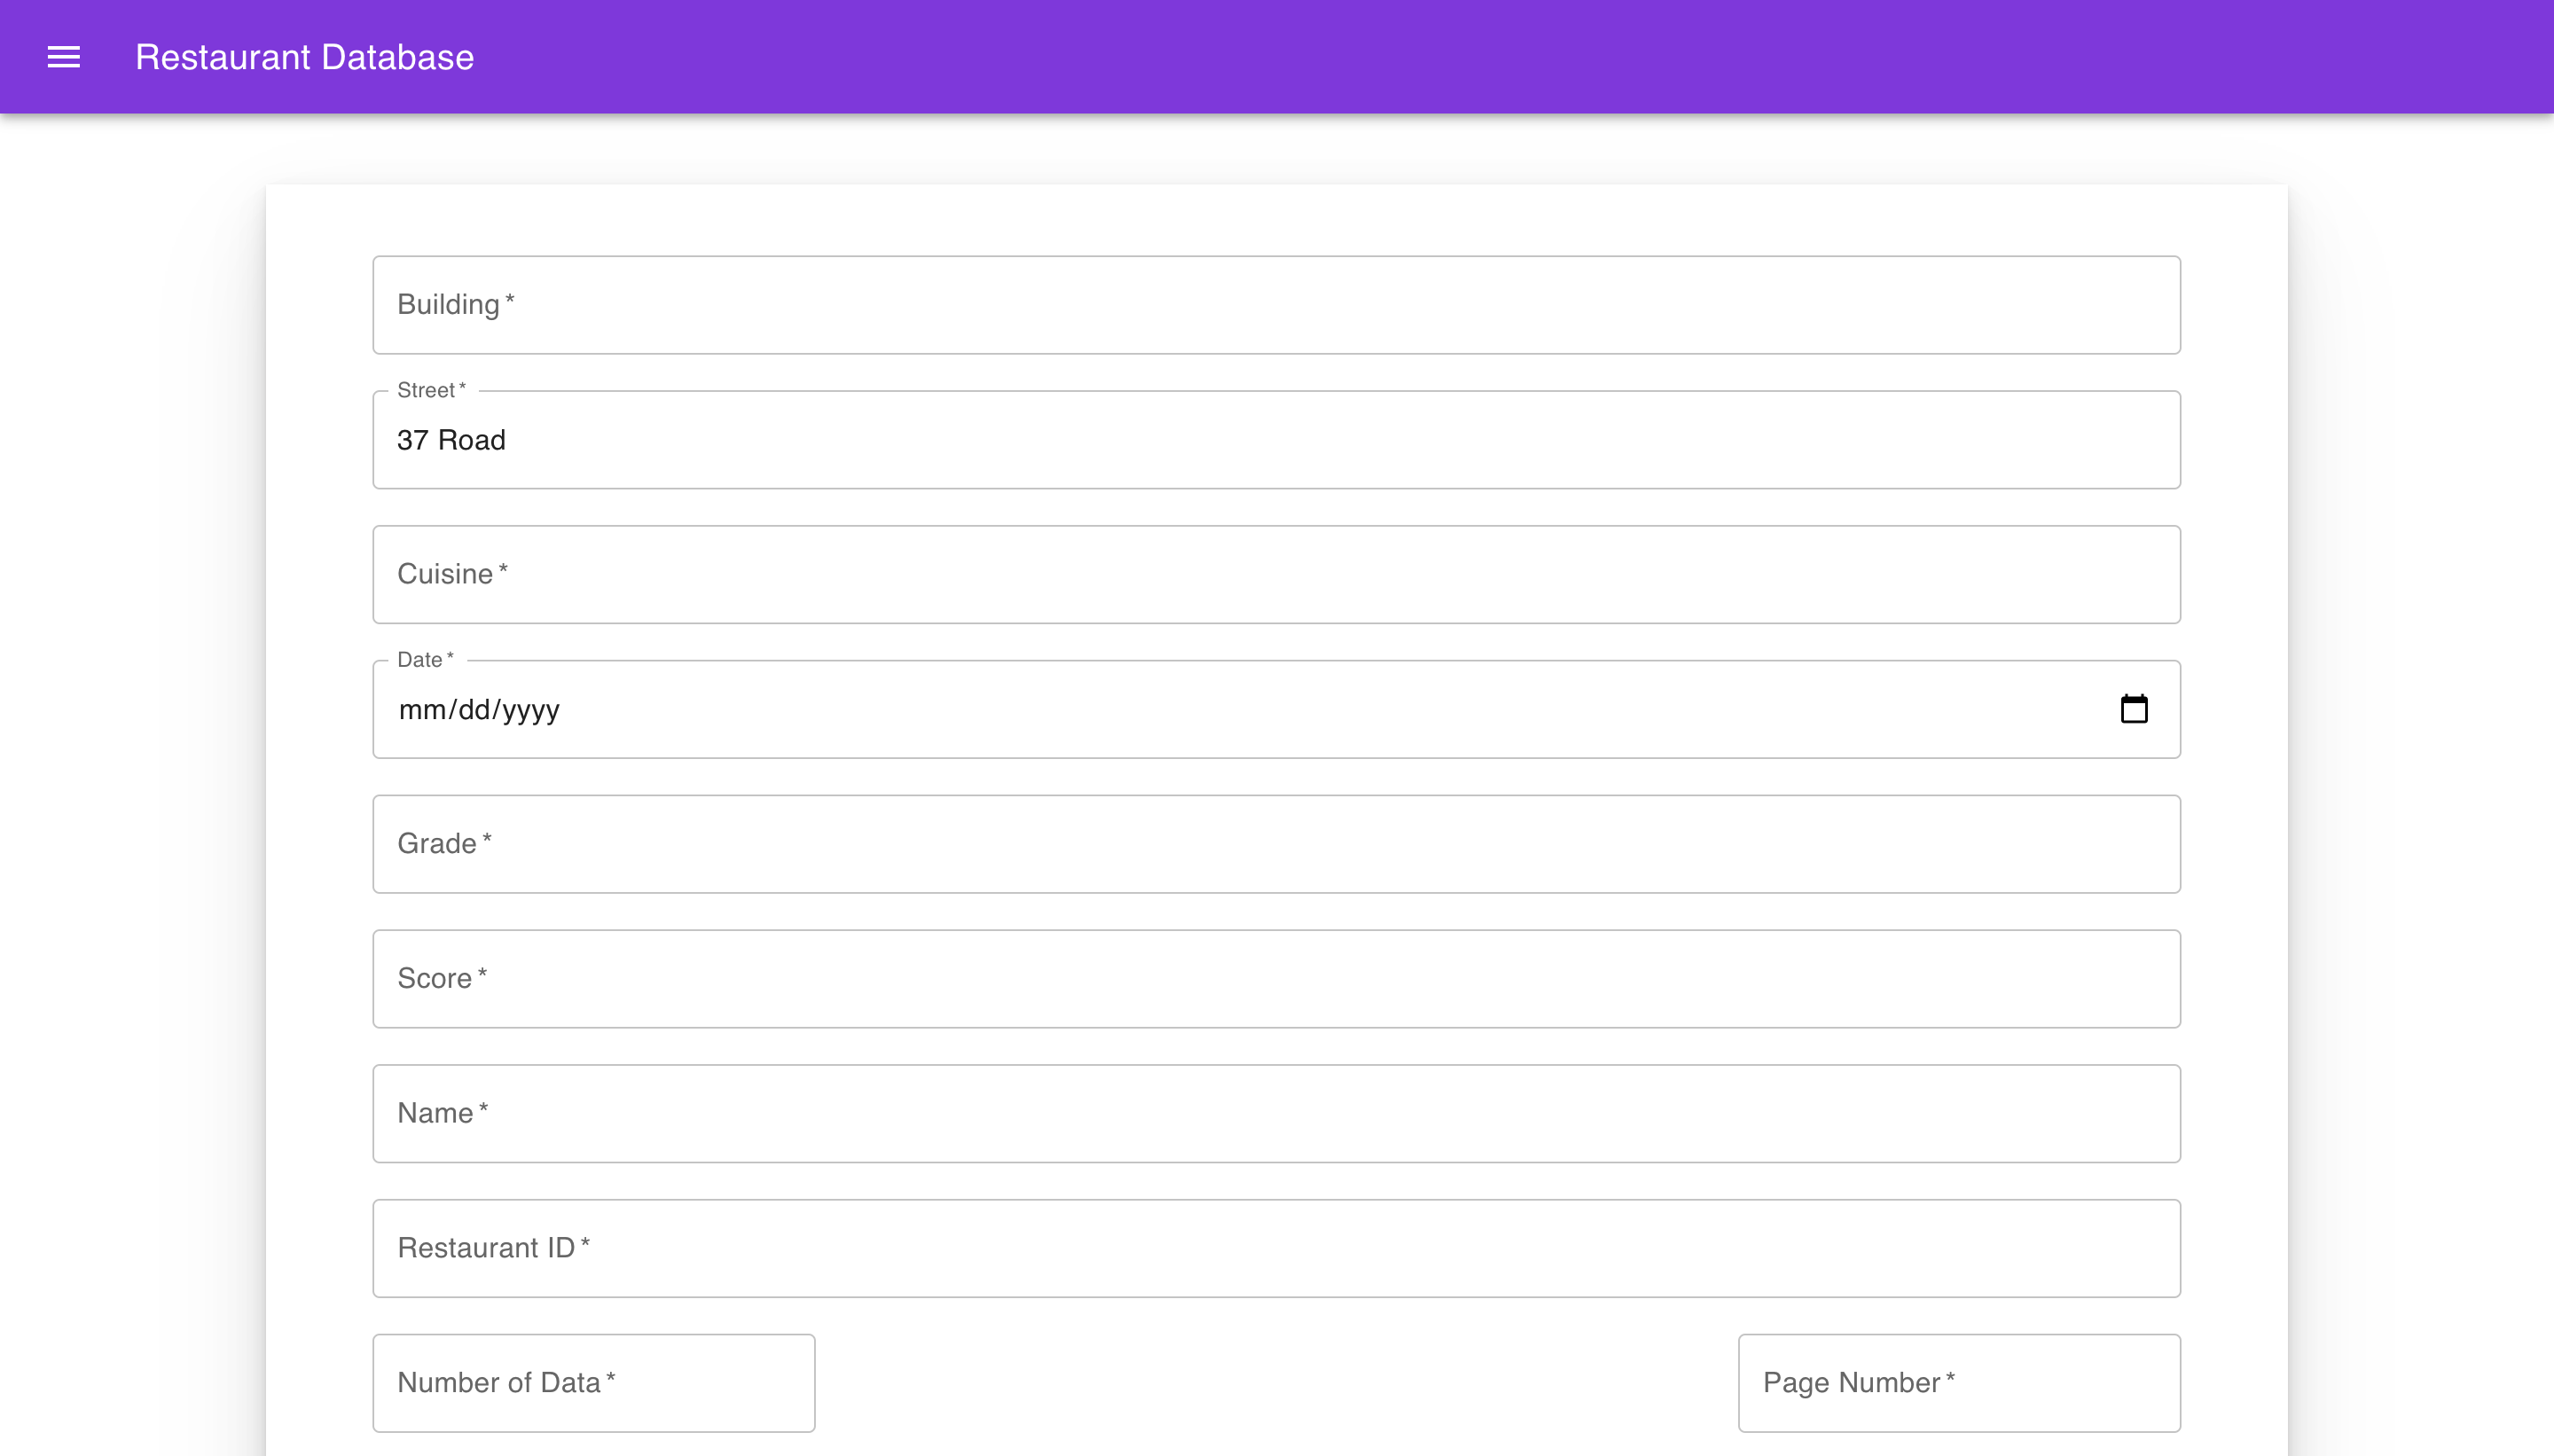 Restaurant Database
Building *
Street *
37 Road
Cuisine *
Date *
mm/dd/yyyy
Grade *
Score *
Name *
Restaurant ID *
Number of Data * Page Number *